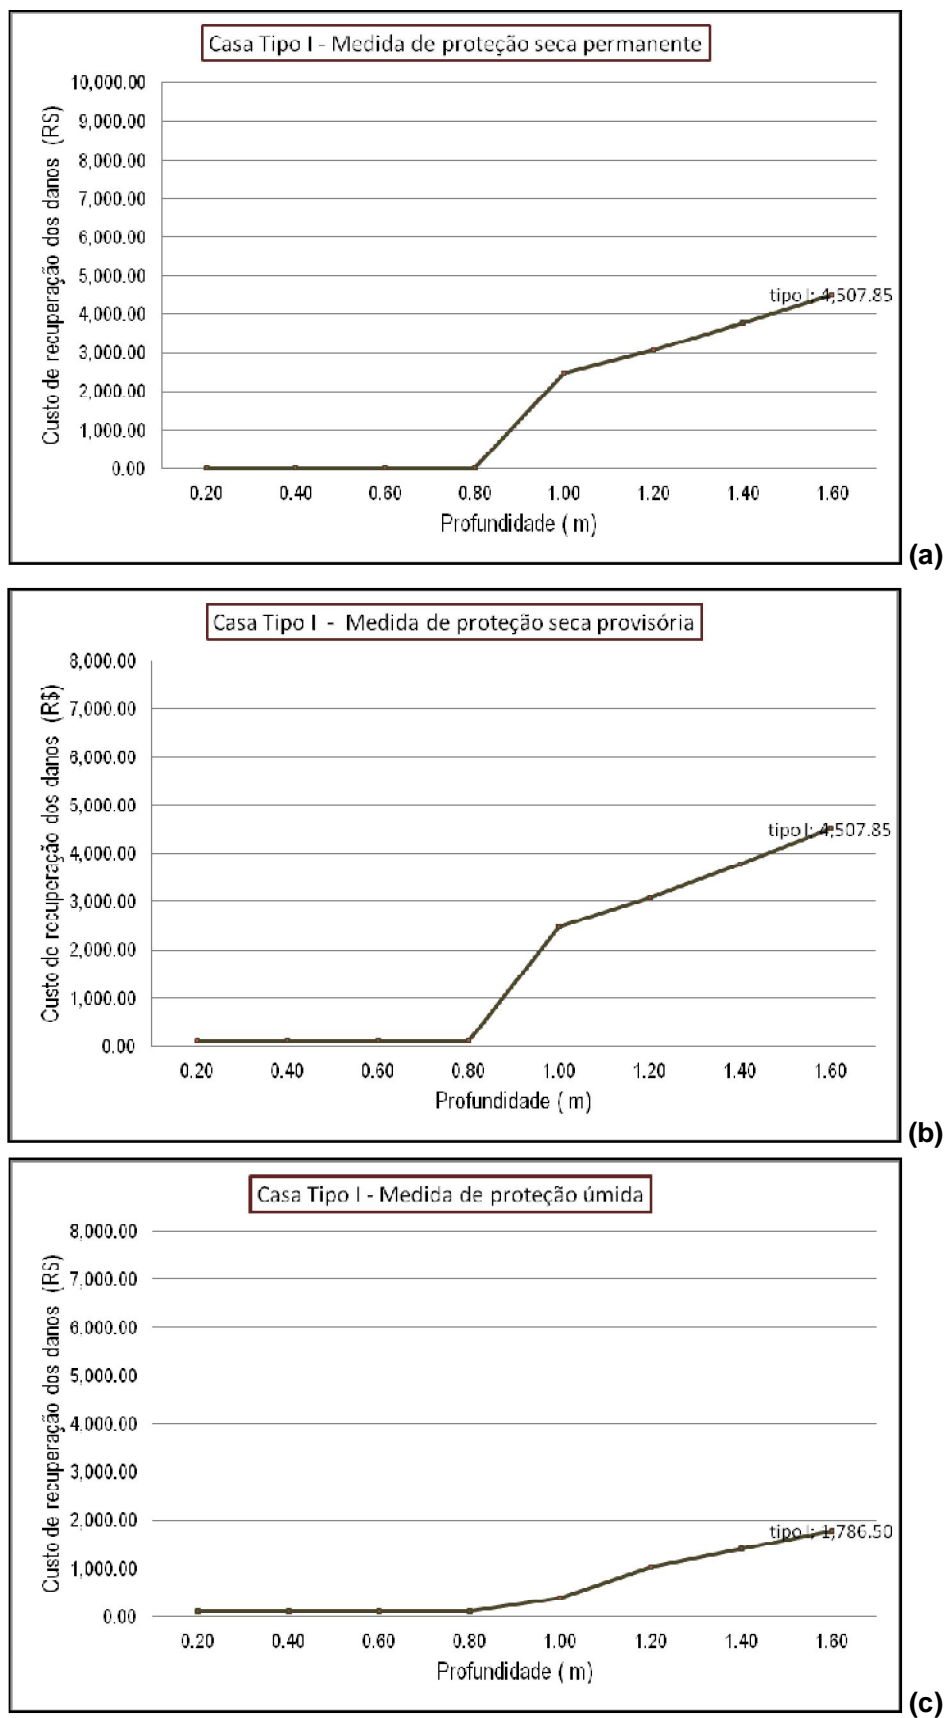 Casa Tipo I - Medida de proteção seca permanente
Custo de recuperação dos danos (R$)
10,000.00
9,000.00
8,000.00
7,000.00
6,000.00
5,000.00
4,000.00
3,000.00
2,000.00
1,000.00
0.00
tipo I; 4,507.85
0.20 0.40 0.60 0.80 1.00 1.20 1.40 1.60
Profundidade ( m)
(a)
Casa Tipo I - Medida de proteção seca provisória
Custo de recuperação dos danos (R$)
8,000.00
7,000.00
6,000.00
5,000.00
4,000.00
3,000.00
2,000.00
1,000.00
0.00
tipo I; 4,507.85
0.20 0.40 0.60 0.80 1.00 1.20 1.40 1.60
Profundidade ( m)
(b)
Casa Tipo I - Medida de proteção úmida
Custo de recuperação dos danos (R$)
8,000.00
7,000.00
6,000.00
5,000.00
4,000.00
3,000.00
2,000.00
1,000.00
0.00
tipo I; 1,786.50
0.20 0.40 0.60 0.80 1.00 1.20 1.40 1.60
Profundidade ( m)
(c)